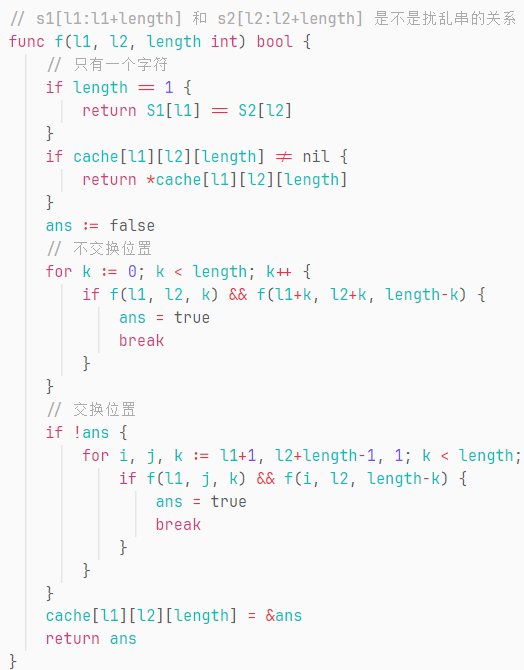 // s1[l1:l1+length] 和 s2[l2:l2+length] 是不是扰乱串的关系
func f(l1, l2, length int) bool {
    // 只有一个字符
    if length == 1 {
        return S1[l1] == S2[l2]
    }
    if cache[l1][l2][length] != nil {
        return *cache[l1][l2][length]
    }
    ans := false
    // 不交换位置
    for k := 0; k < length; k++ {
        if f(l1, l2, k) && f(l1+k, l2+k, length-k) {
            ans = true
            break
        }
    }
    // 交换位置
    if !ans {
        for i, j, k := l1+1, l2+length-1, 1; k < length;
            if f(l1, j, k) && f(i, l2, length-k) {
                ans = true
                break
            }
        }
    }
    cache[l1][l2][length] = &ans
    return ans
}